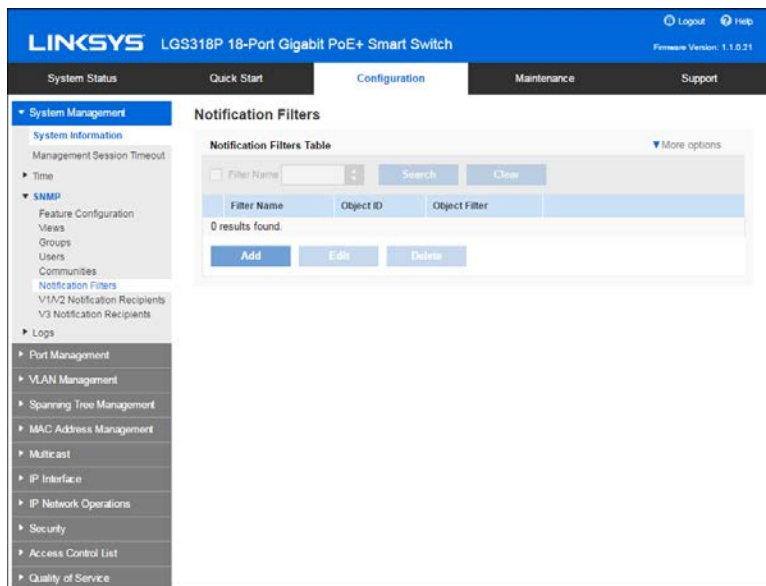 Logout Help
LINKSYS LGS318P 18-Port Gigabit PoE+ Smart Switch
Firmware Version: 1.1.0.21
System Status Quick Start Configuration Maintenance Support
System Management
System Information
Management Session Timeout
Time
SNMP
Feature Configuration
Views
Groups
Users
Communities
Notification Filters
V1/V2 Notification Recipients
V3 Notification Recipients
Logs
Port Management
VLAN Management
Spanning Tree Management
MAC Address Management
Multicast
IP Interface
IP Network Operations
Security
Access Control List
Quality of Service
Notification Filters
Notification Filters Table More options
Filter Name Search Clear
Filter Name Object ID Object Filter
0 results found.
Add Edit Delete